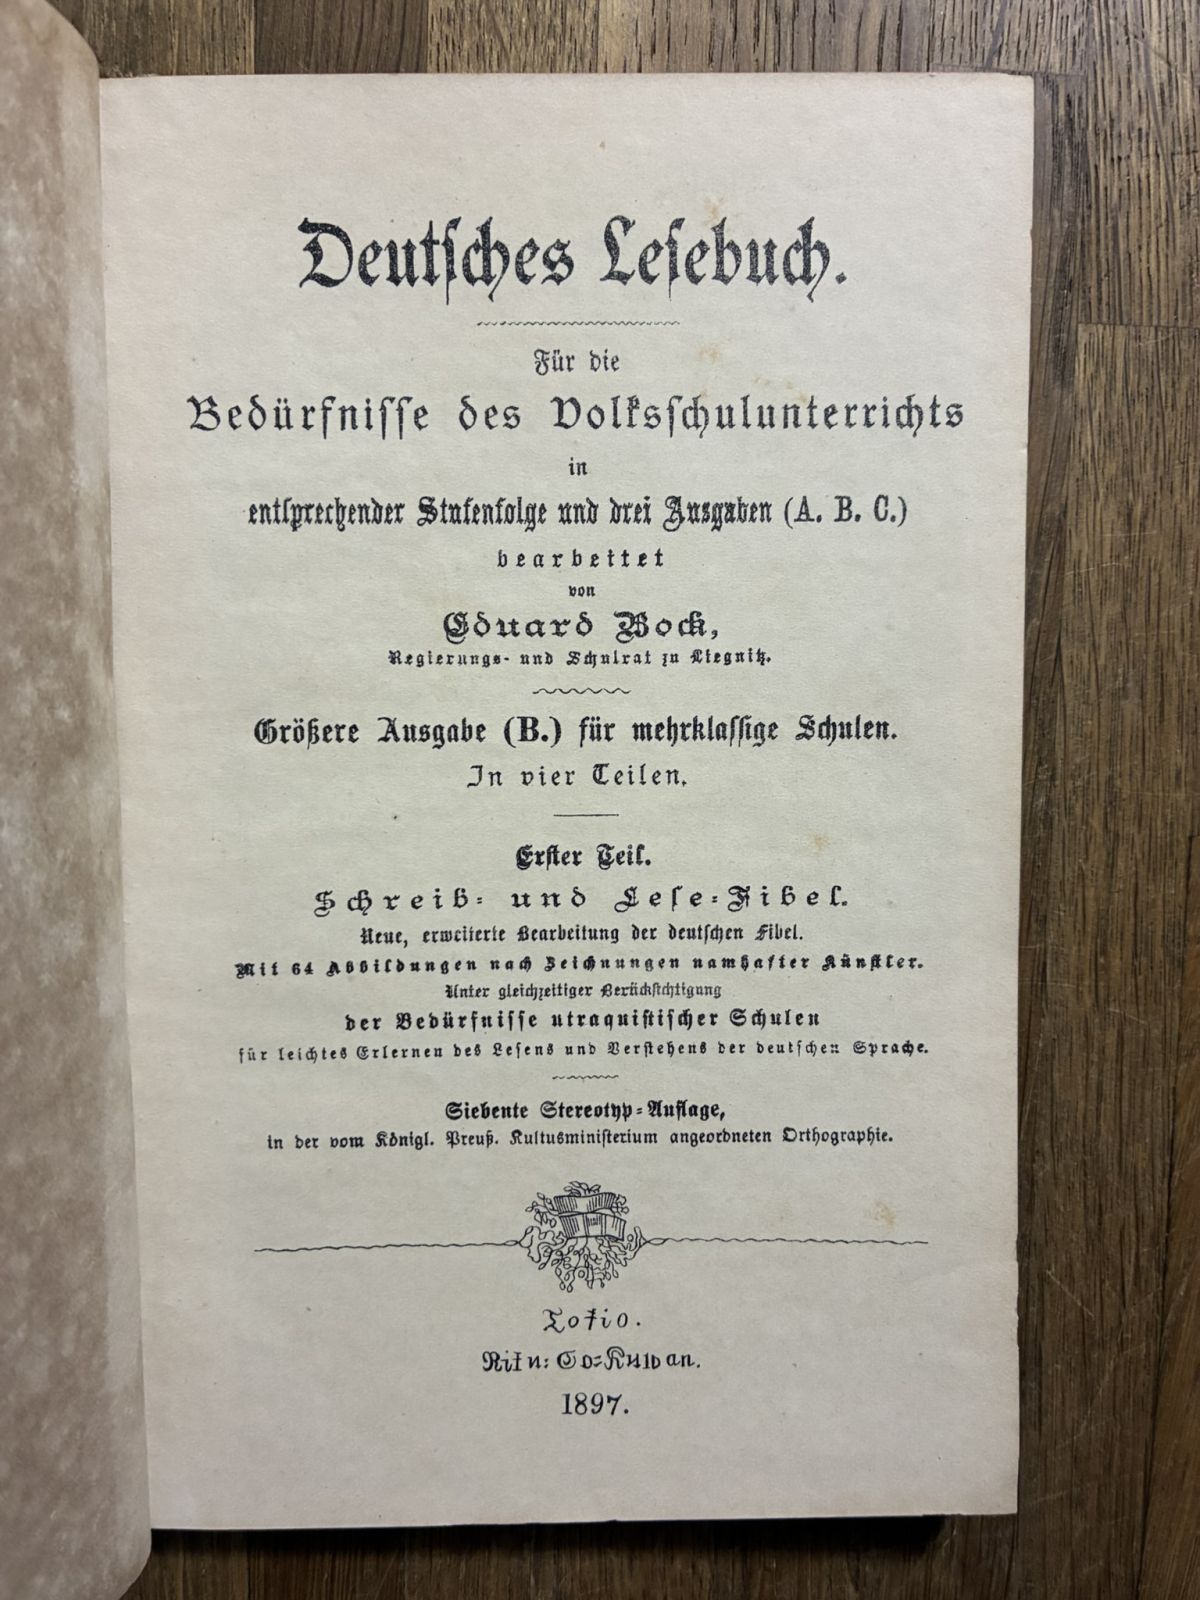 Deutſches Leſebuch.
Für die
Bedürfniſſe des Volksſchulunterrichts
in
entſprechender Stufenfolge und drei Ausgaben (A. B. C.)
bearbeitet
von
Eduard Bock,
Regierungs- und Schulrat zu Liegnitz.
Größere Ausgabe (B.) für mehrklaſſige Schulen.
In vier Teilen.
Erſter Teil.
Schreib- und Leſe-Fibel.
Neue, erweiterte Bearbeitung der deutſchen Fibel.
Mit 64 Abbildungen nach Zeichnungen namhafter Künſtler.
Unter gleichzeitiger Berückſichtigung
der Bedürfniſſe utraquiſtiſcher Schulen
für leichtes Erlernen des Leſens und Verſtehens der deutſchen Sprache.
Siebente Stereotyp-Auflage,
in der vom Königl. Preuß. Kultusminiſterium angeordneten Orthographie.
Tokio.
1897.